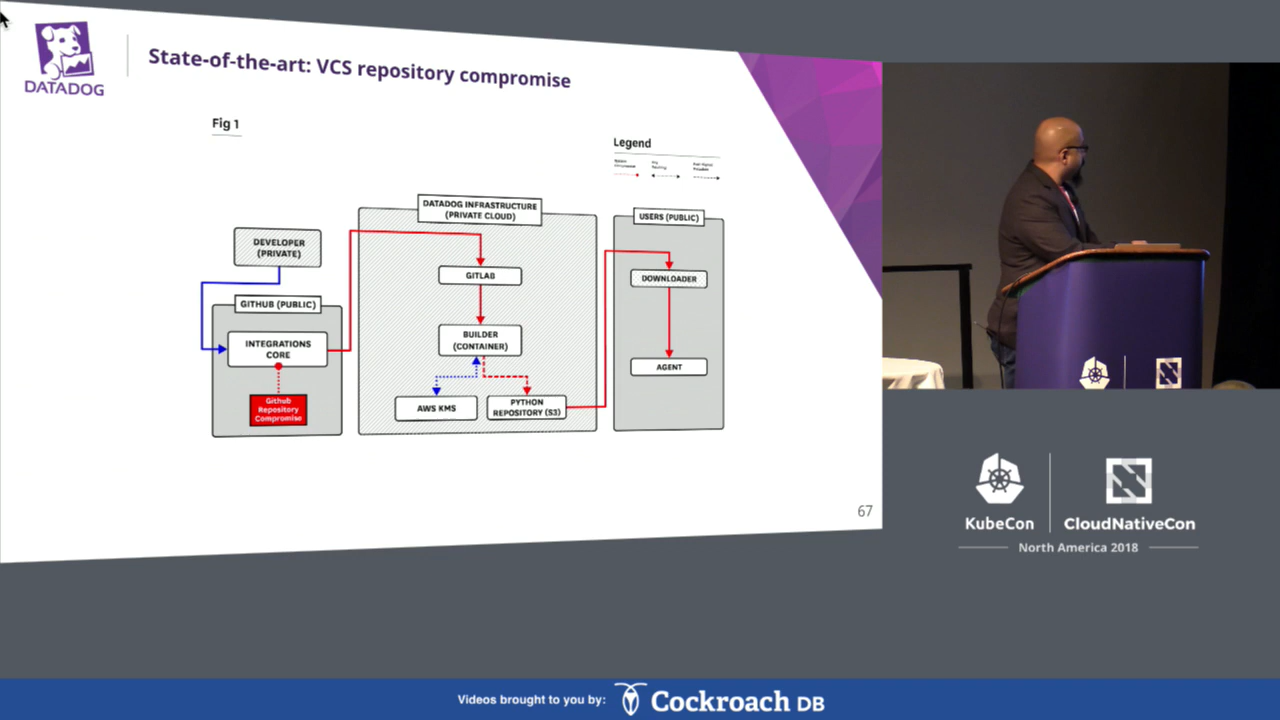 DATADOG
State-of-the-art: VCS repository compromise
Fig 1
Legend
DATADOG INFRASTRUCTURE
(PRIVATE CLOUD)
USERS (PUBLIC)
DEVELOPER
(PRIVATE)
GITLAB
DOWNLOADER
GITHUB (PUBLIC)
BUILDER
(CONTAINER)
INTEGRATIONS
CORE
AGENT
Github
Repository
Compromise
AWS KMS
PYTHON
REPOSITORY (S3)
67
KubeCon
CloudNativeCon
North America 2018
Videos brought to you by:
Cockroach DB